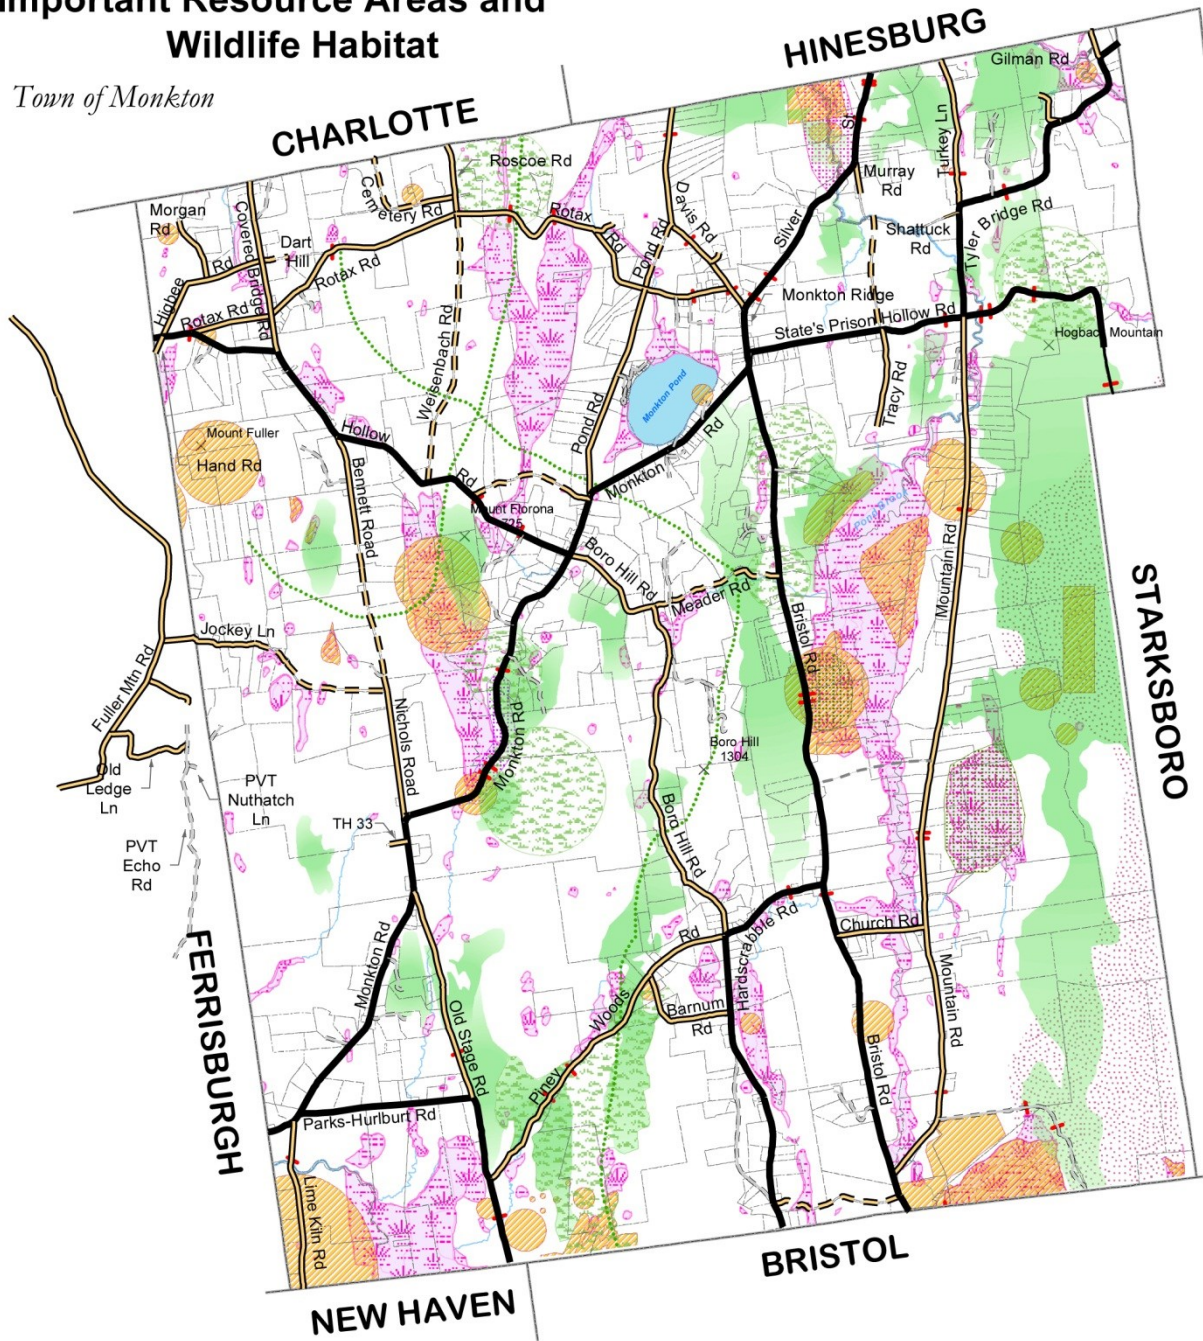 Important Resource Areas and
Wildlife Habitat
Town of Monkton
HINESBURG
CHARLOTTE
Gilman Rd
Roscoe Rd
Cemetery Rd
Morgan
Rd
Covered Bridge Rd
Dart
Hill
Rotax Rd
Rotax
Rd
Davis Rd
Pond Rd
Silver
St
Murray
Rd
Turkey Ln
Shattuck
Rd
Tyler Bridge Rd
Higbee
Rd
Rotax Rd
Monkton Ridge
State's Prison Hollow Rd
Hogback Mountain
Weisenbach Rd
Monkton Pond
Tracy Rd
Pond Rd
Hollow
Rd
Monkton
Rd
Mount Fuller
Hand Rd
Bennett Road
Mount Florona
725
Pond Brook
Boro Hill Rd
Meader Rd
Mountain Rd
Bristol Rd
STARKSBORO
Jockey Ln
Fuller Mtn Rd
Nichols Road
Monkton Rd
Boro Hill
1304
Old
Ledge
Ln
PVT
Nuthatch
Ln
TH 33
PVT
Echo
Rd
Boro Hill Rd
FERRISBURGH
Monkton Rd
Hardscrabble Rd
Church Rd
Mountain Rd
Piney
Woods
Rd
Barnum
Rd
Old Stage Rd
Bristol Rd
Parks-Hurlburt Rd
Lime Kiln Rd
BRISTOL
NEW HAVEN